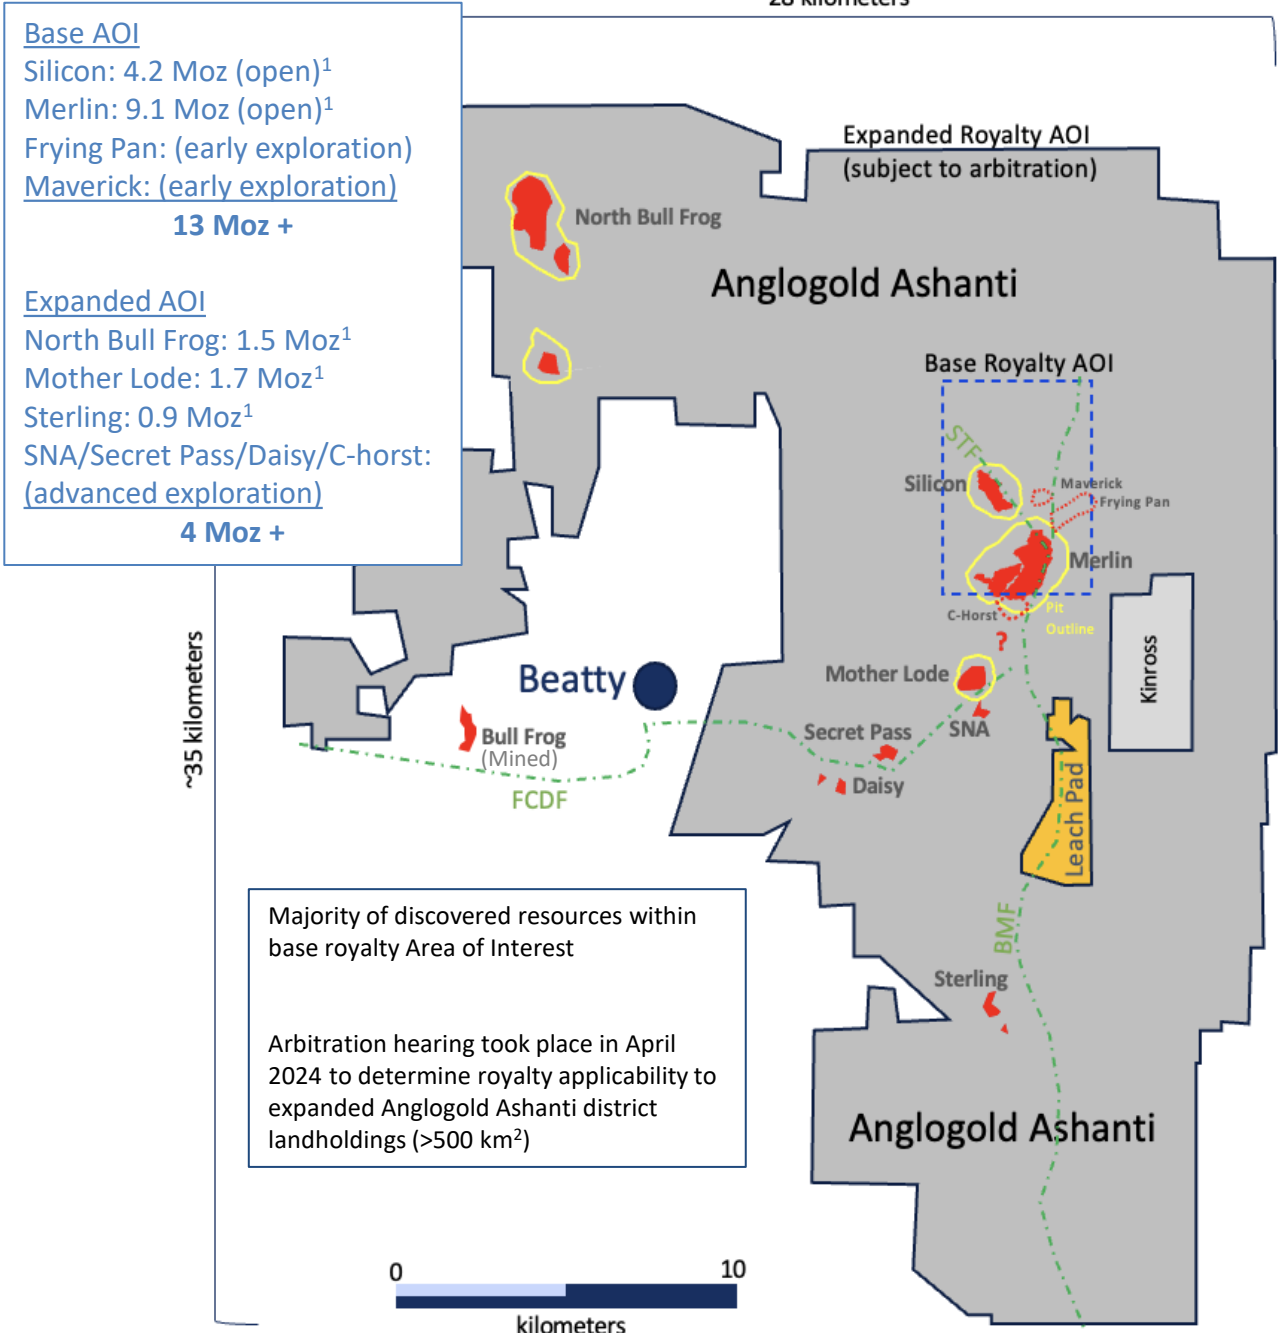 28 kilometers
Base AOI
Silicon: 4.2 Moz (open)1
Merlin: 9.1 Moz (open)1
Frying Pan: (early exploration)
Maverick: (early exploration)
13 Moz +
Expanded AOI
North Bull Frog: 1.5 Moz1
Mother Lode: 1.7 Moz1
Sterling: 0.9 Moz1
SNA/Secret Pass/Daisy/C-horst:
(advanced exploration)
4 Moz +
Expanded Royalty AOI
(subject to arbitration)
North Bull Frog
Anglogold Ashanti
Base Royalty AOI
STF
Silicon
Maverick
Frying Pan
Merlin
C-Horst
Pit
Outline
?
Kinross
~35 kilometers
Beatty
Mother Lode
SNA
Secret Pass
Daisy
Bull Frog
(Mined)
FCDF
Leach Pad
BMF
Sterling
Majority of discovered resources within
base royalty Area of Interest
Arbitration hearing took place in April
2024 to determine royalty applicability to
expanded Anglogold Ashanti district
landholdings (>500 km2)
Anglogold Ashanti
0 10
kilometers